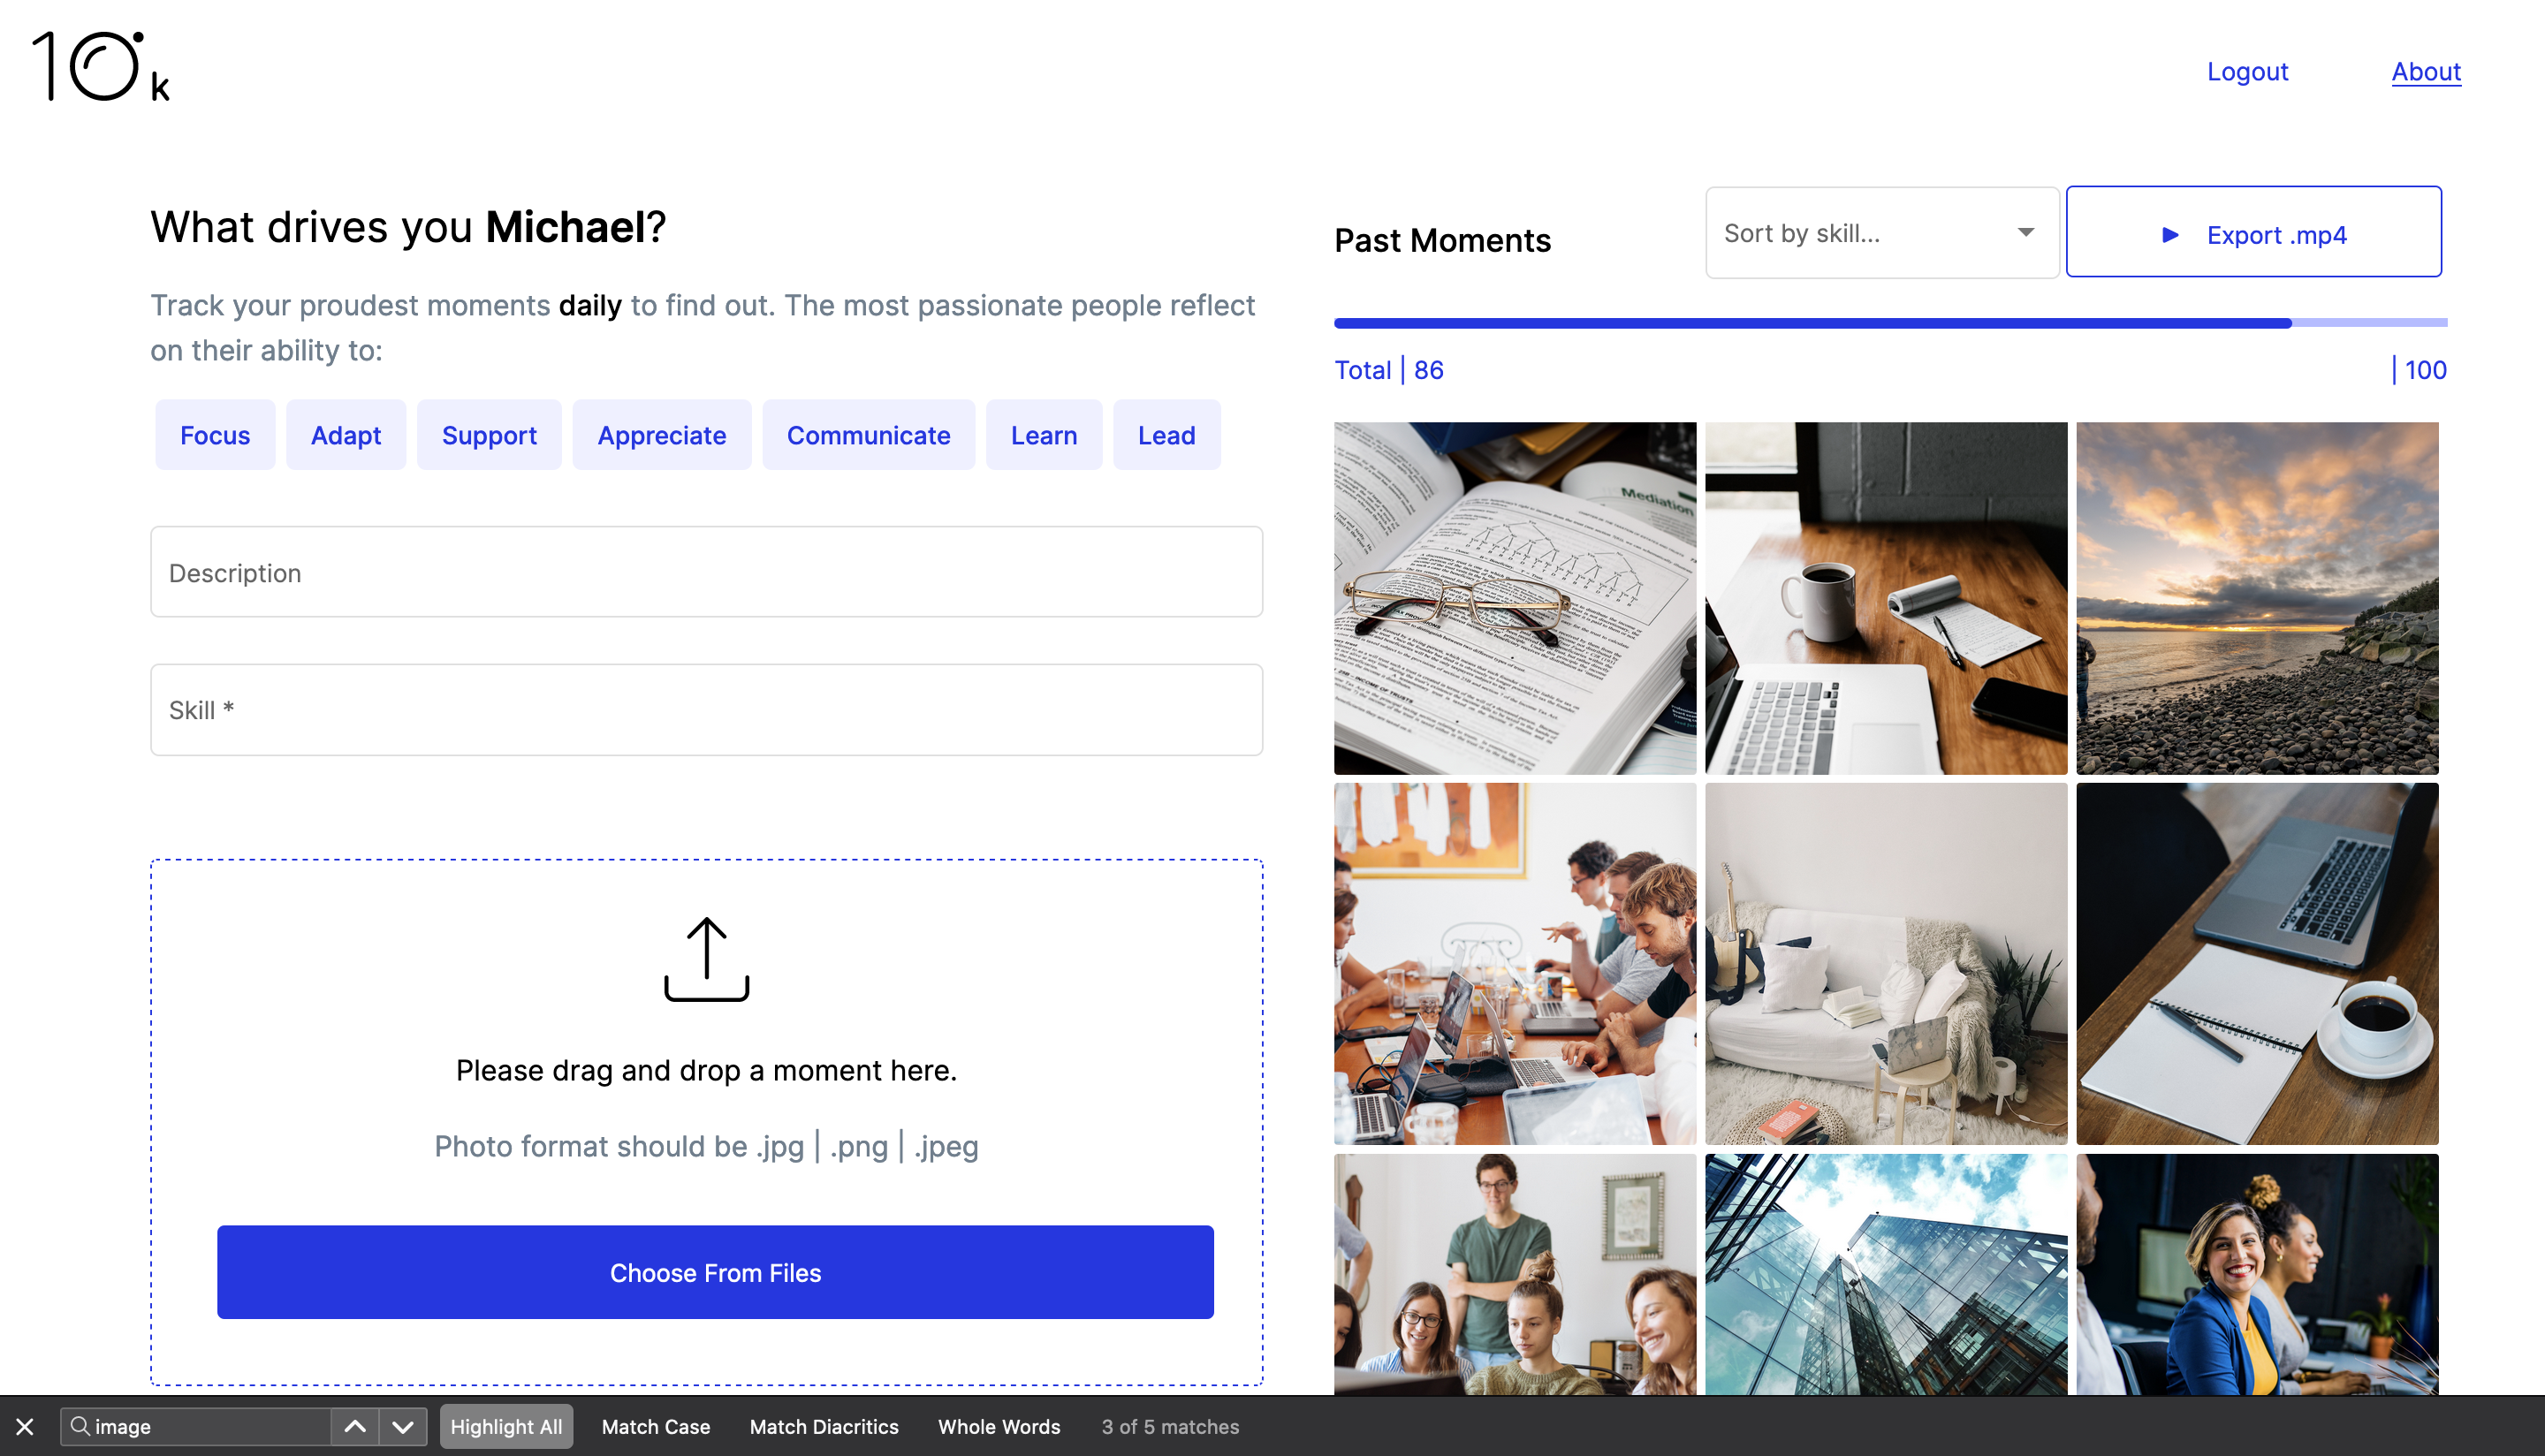 10k
Logout
About
What drives you Michael?
Track your proudest moments daily to find out. The most passionate people reflect
on their ability to:
Focus
Adapt
Support
Appreciate
Communicate
Learn
Lead
Description
Skill *
Please drag and drop a moment here.
Photo format should be .jpg | .png | .jpeg
Choose From Files
Past Moments
Sort by skill...
Export .mp4
Total | 86
| 100
Mediation
image
Highlight All
Match Case
Match Diacritics
Whole Words
3 of 5 matches